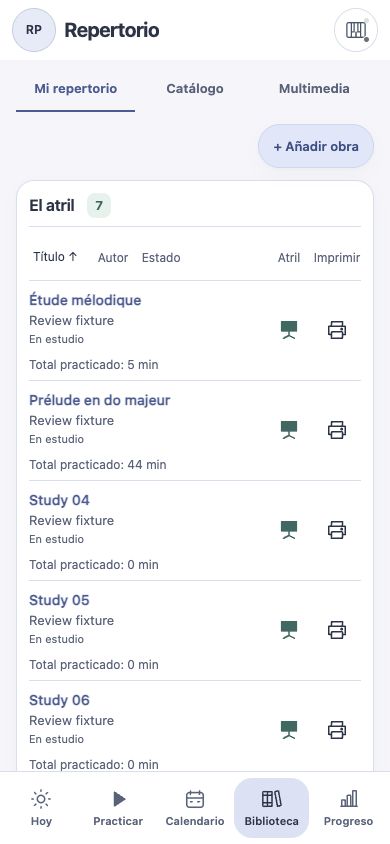 RP Repertorio
Mi repertorio Catálogo Multimedia
+ Añadir obra
El atril 7
Título ↑ Autor Estado Atril Imprimir
Étude mélodique
Review fixture
En estudio
Total practicado: 5 min
Prélude en do majeur
Review fixture
En estudio
Total practicado: 44 min
Study 04
Review fixture
En estudio
Total practicado: 0 min
Study 05
Review fixture
En estudio
Total practicado: 0 min
Study 06
Review fixture
En estudio
Total practicado: 0 min
Hoy Practicar Calendario Biblioteca Progreso